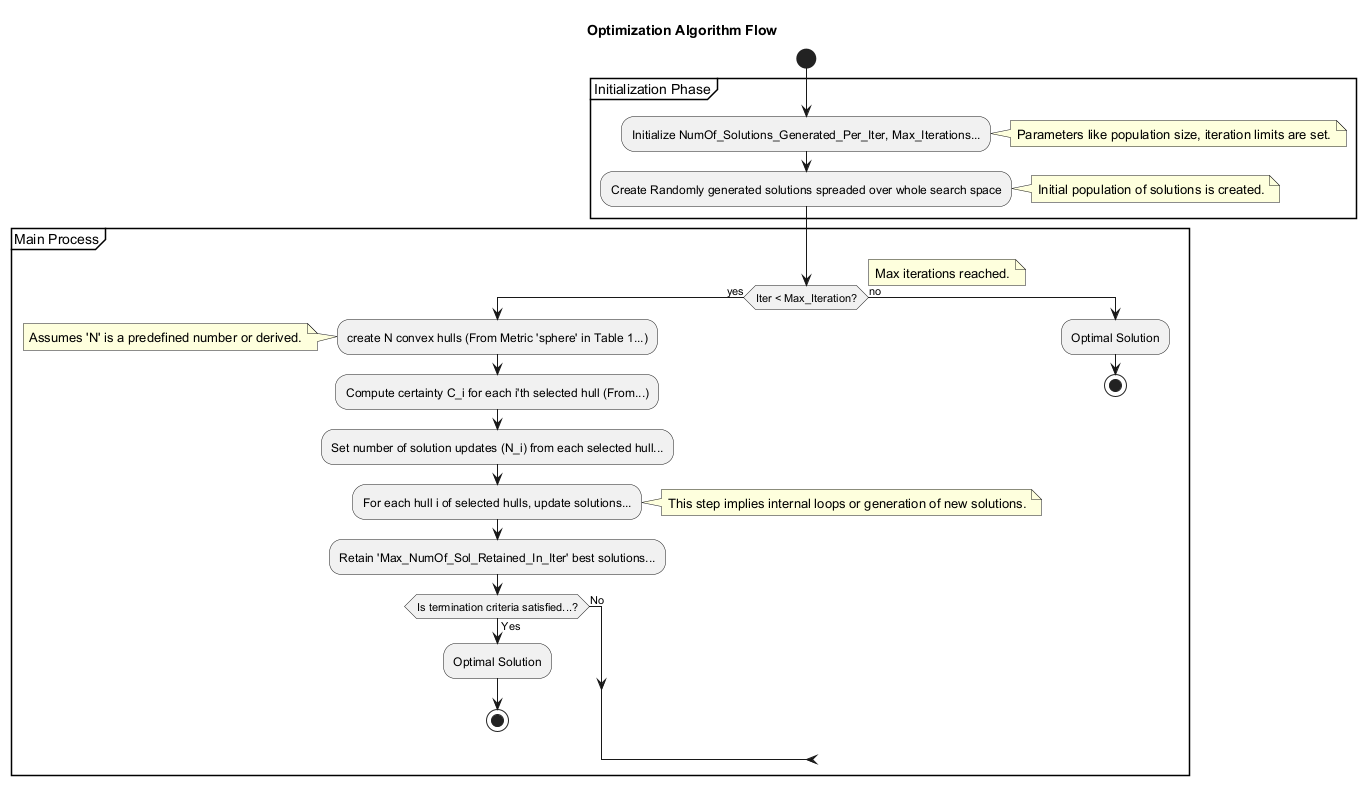 Optimization Algorithm Flow
Initialization Phase
Initialize NumOf_Solutions_Generated_Per_Iter, Max_Iterations...
Parameters like population size, iteration limits are set.
Create Randomly generated solutions spreaded over whole search space
Initial population of solutions is created.
Main Process
Max iterations reached.
yes
Iter < Max_Iteration?
no
Assumes 'N' is a predefined number or derived.
create N convex hulls (From Metric 'sphere' in Table 1...)
Optimal Solution
Compute certainty C_i for each i'th selected hull (From...)
Set number of solution updates (N_i) from each selected hull...
For each hull i of selected hulls, update solutions...
This step implies internal loops or generation of new solutions.
Retain 'Max_NumOf_Sol_Retained_In_Iter' best solutions...
Is termination criteria satisfied...?
No
Yes
Optimal Solution